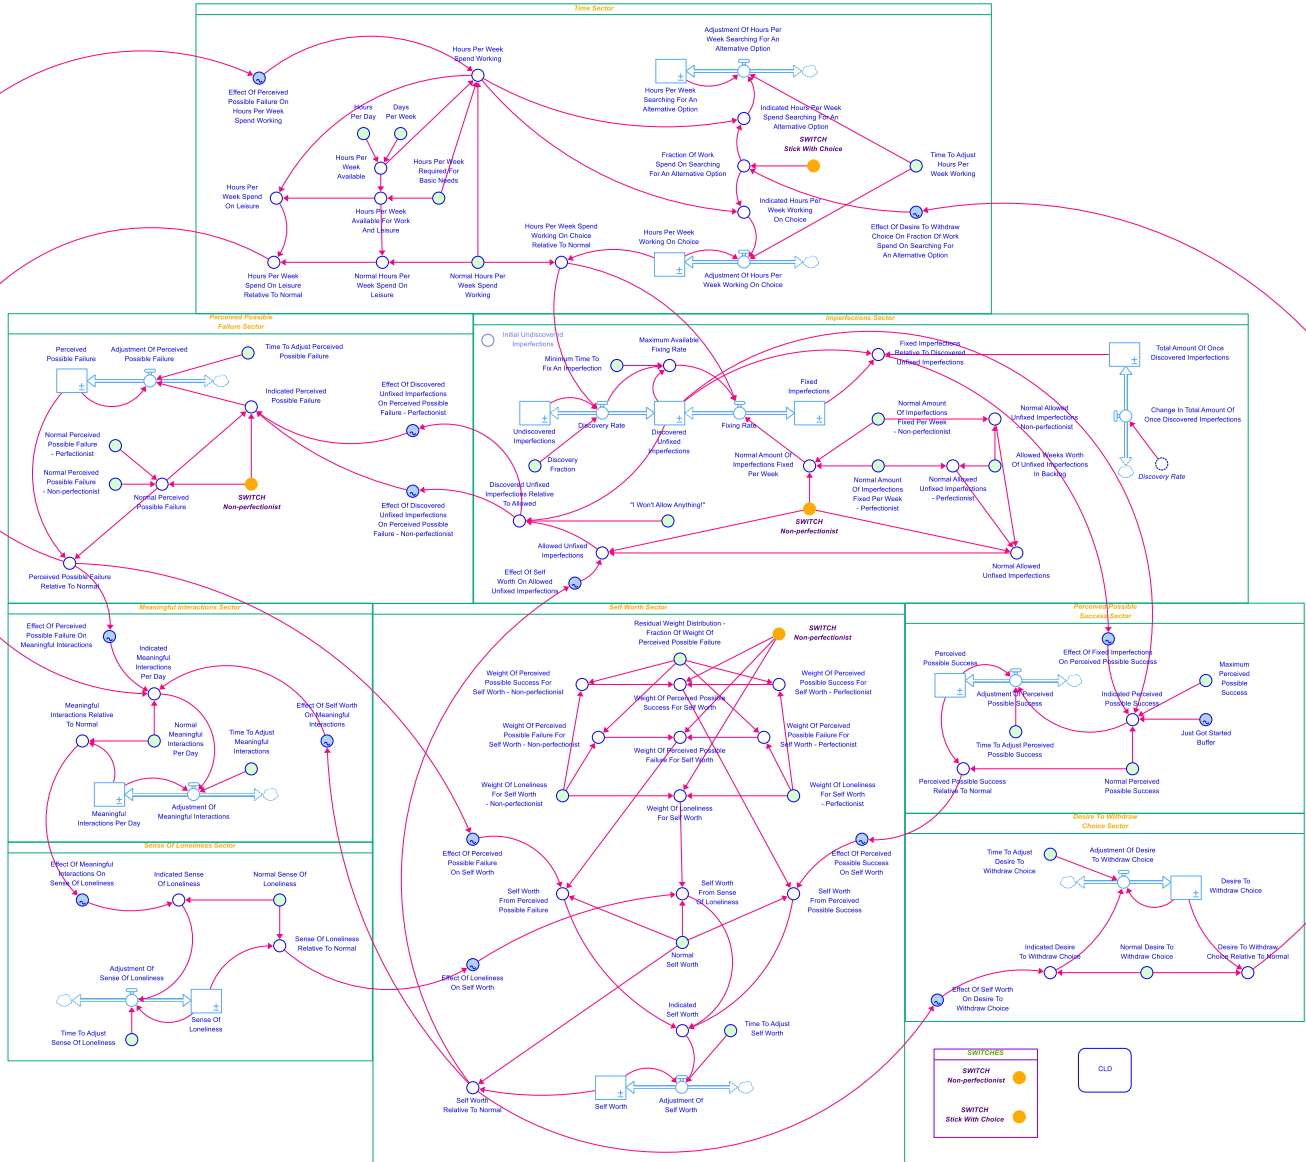 Time Sector
Hours Per Week
Spend Working
Effect Of Perceived
Possible Failure On
Hours Per Week
Spend Working
Hours
Per Day
Days
Per Week
Hours Per
Week
Available
Hours Per Week
Required For
Basic Needs
Hours Per
Week Spend
On Leisure
Hours Per Week
Available For Work
And Leisure
Hours Per Week
Spend On Leisure
Relative To Normal
Normal Hours Per
Week Spend On
Leisure
Normal Hours Per
Week Spend
Working
Hours Per Week Spend
Working On Choice
Relative To Normal
Adjustment Of Hours Per
Week Searching For An
Alternative Option
Hours Per Week
Searching For An
Alternative Option
Indicated Hours Per Week
Spend Searching For An
Alternative Option
SWITCH
Stick With Choice
Fraction Of Work
Spend On Searching
For An Alternative Option
Time To Adjust
Hours Per
Week Working
Indicated Hours Per
Week Working
On Choice
Effect Of Desire To Withdraw
Choice On Fraction Of Work
Spend On Searching For
An Alternative Option
Hours Per Week
Working On Choice
Adjustment Of Hours Per
Week Working On Choice
Perceived Possible
Failure Sector
Perceived
Possible Failure
Adjustment Of Perceived
Possible Failure
Time To Adjust Perceived
Possible Failure
Indicated Perceived
Possible Failure
Effect Of Discovered
Unfixed Imperfections
On Perceived Possible
Failure - Perfectionist
Normal Perceived
Possible Failure
- Perfectionist
Normal Perceived
Possible Failure
- Non-perfectionist
Normal Perceived
Possible Failure
SWITCH
Non-perfectionist
Effect Of Discovered
Unfixed Imperfections
On Perceived Possible
Failure - Non-perfectionist
Perceived Possible Failure
Relative To Normal
Imperfections Sector
Initial Undiscovered
Imperfections
Minimum Time To
Fix An Imperfection
Maximum Available
Fixing Rate
Fixed Imperfections
Relative To Discovered
Unfixed Imperfections
Total Amount Of Once
Discovered Imperfections
Fixed
Imperfections
Undiscovered
Imperfections
Discovery Rate
Discovered
Unfixed
Imperfections
Fixing Rate
Normal Amount
Of Imperfections
Fixed Per Week
- Non-perfectionist
Normal Allowed
Unfixed Imperfections
- Non-perfectionist
Change In Total Amount Of
Once Discovered Imperfections
Discovery
Fraction
Normal Amount Of
Imperfections Fixed
Per Week
Allowed Weeks Worth
Of Unfixed Imperfections
In Backlog
Discovery Rate
Normal Amount
Of Imperfections
Fixed Per Week
- Perfectionist
Normal Allowed
Unfixed Imperfections
- Perfectionist
Discovered Unfixed
Imperfections Relative
To Allowed
"I Won't Allow Anything!"
SWITCH
Non-perfectionist
Allowed Unfixed
Imperfections
Normal Allowed
Unfixed Imperfections
Effect Of Self
Worth On Allowed
Unfixed Imperfections
Meaningful Interactions Sector
Effect Of Perceived
Possible Failure On
Meaningful Interactions
Indicated
Meaningful
Interactions
Per Day
Meaningful
Interactions Relative
To Normal
Normal
Meaningful
Interactions
Per Day
Effect Of Self Worth
On Meaningful
Interactions
Time To Adjust
Meaningful
Interactions
Meaningful
Interactions Per Day
Adjustment Of
Meaningful Interactions
Sense Of Loneliness Sector
Effect Of Meaningful
Interactions On
Sense Of Loneliness
Indicated Sense
Of Loneliness
Normal Sense Of
Loneliness
Sense Of Loneliness
Relative To Normal
Adjustment Of
Sense Of Loneliness
Sense Of
Loneliness
Time To Adjust
Sense Of Loneliness
Self Worth Sector
Residual Weight Distribution -
Fraction Of Weight Of
Perceived Possible Failure
SWITCH
Non-perfectionist
Weight Of Perceived
Possible Success For
Self Worth - Non-perfectionist
Weight Of Perceived Possible
Success For Self Worth
Weight Of Perceived
Possible Success For
Self Worth - Perfectionist
Weight Of Perceived
Possible Failure For
Self Worth - Non-perfectionist
Weight Of Perceived Possible
Failure For Self Worth
Weight Of Perceived
Possible Failure For
Self Worth - Perfectionist
Weight Of Loneliness
For Self Worth
- Non-perfectionist
Weight Of Loneliness
For Self Worth
Weight Of Loneliness
For Self Worth
- Perfectionist
Effect Of Perceived
Possible Failure
On Self Worth
Effect Of Perceived
Possible Success
On Self Worth
Self Worth
From Perceived
Possible Failure
Self Worth
From Sense
Of Loneliness
Self Worth
From Perceived
Possible Success
Normal
Self Worth
Effect Of Loneliness
On Self Worth
Indicated
Self Worth
Time To Adjust
Self Worth
Self Worth
Relative To Normal
Self Worth
Adjustment Of
Self Worth
Perceived Possible
Success Sector
Effect Of Fixed Imperfections
On Perceived Possible Success
Perceived
Possible Success
Maximum
Perceived
Possible
Success
Adjustment Of Perceived
Possible Success
Indicated Perceived
Possible Success
Time To Adjust Perceived
Possible Success
Just Got Started
Buffer
Perceived Possible Success
Relative To Normal
Normal Perceived
Possible Success
Desire To Withdraw
Choice Sector
Time To Adjust
Desire To
Withdraw Choice
Adjustment Of Desire
To Withdraw Choice
Desire To
Withdraw Choice
Indicated Desire
To Withdraw Choice
Normal Desire To
Withdraw Choice
Desire To Withdraw
Choice Relative To Normal
Effect Of Self Worth
On Desire To
Withdraw Choice
SWITCHES
SWITCH
Non-perfectionist
SWITCH
Stick With Choice
CLD